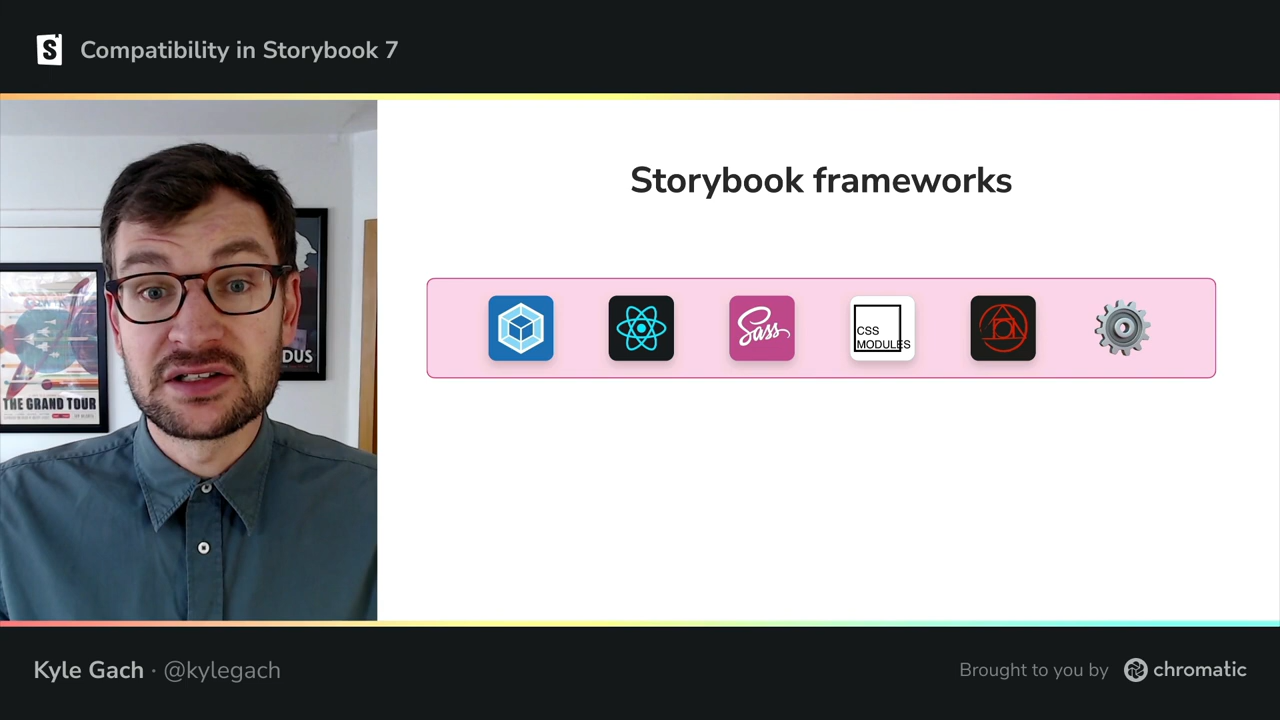 S
Compatibility in Storybook 7
Storybook frameworks
Sass
CSS
MODULES
DUS
THE GRAND TOUR
Kyle Gach · @kylegach
Brought to you by chromatic